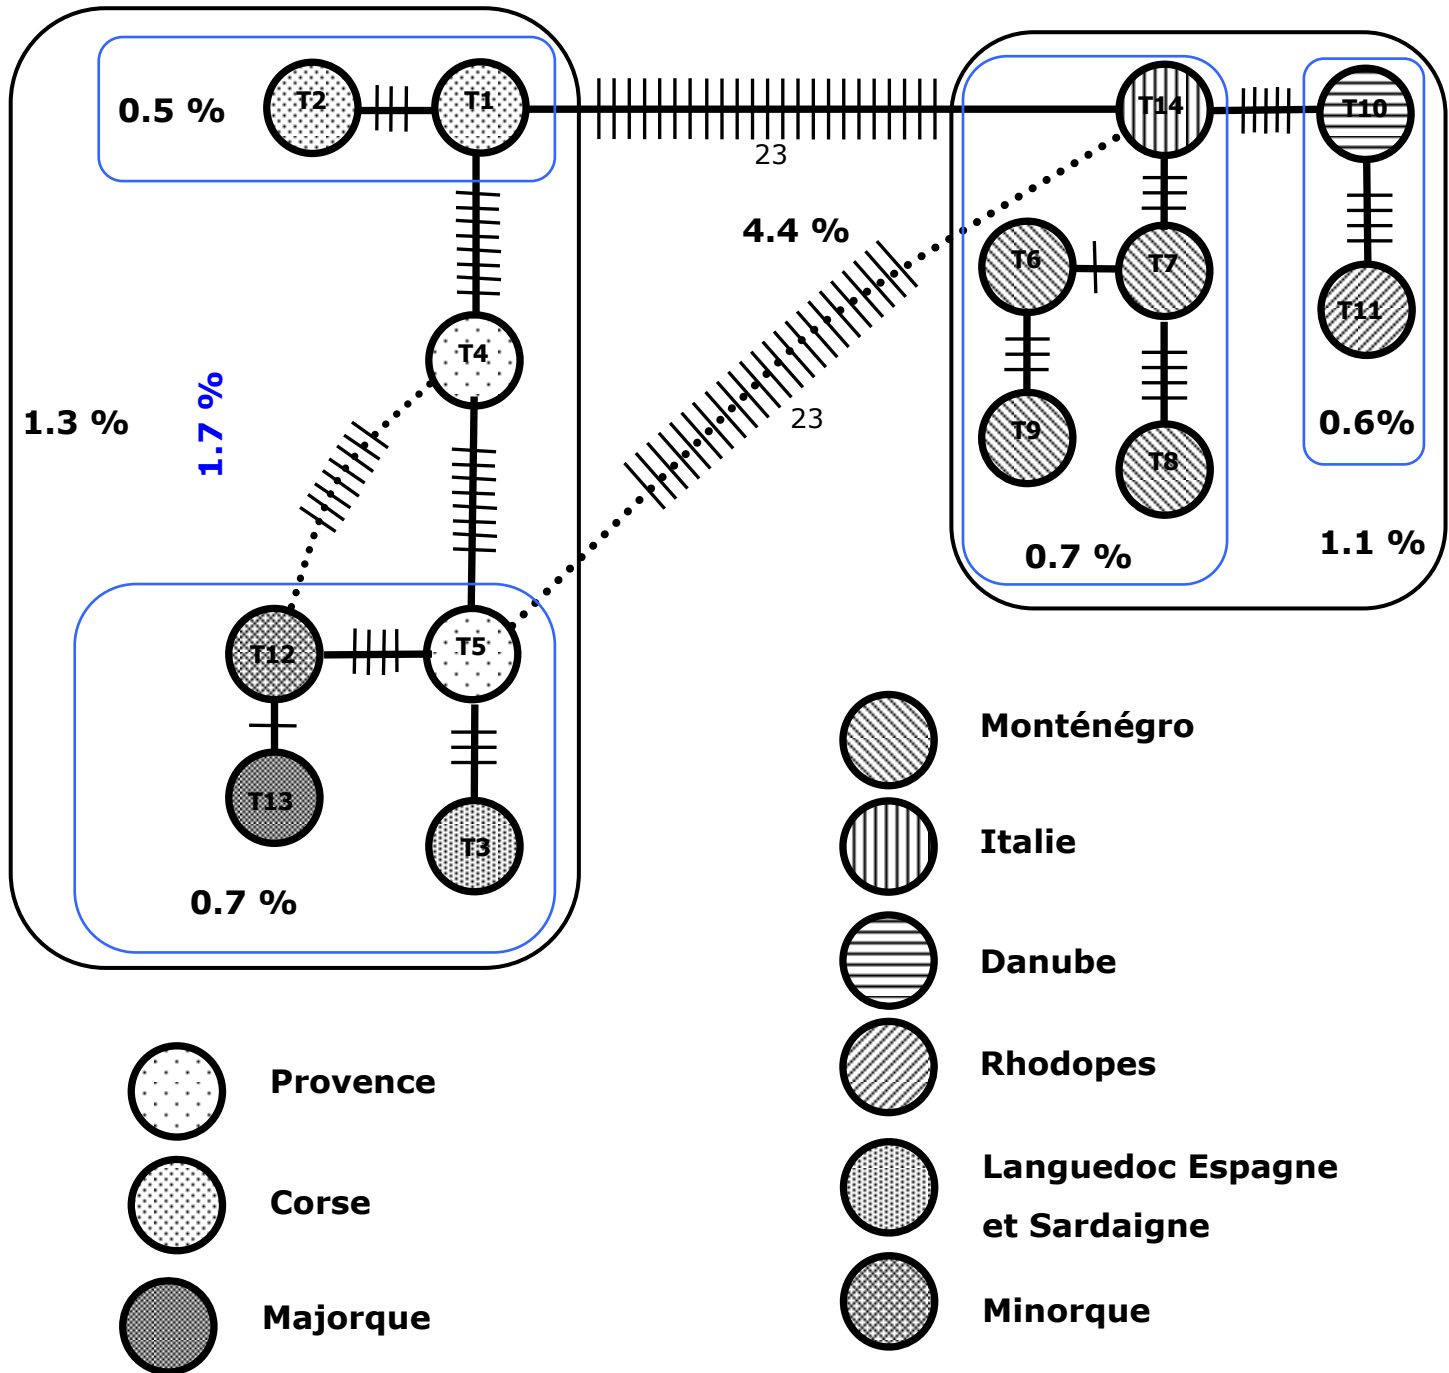 T2
T1
T14
T10
0.5 %
23
4.4 %
T6
T7
T11
T4
1.7 %
1.3 %
23
T9
T8
0.6%
0.7 %
1.1 %
T12
T5
T13
T3
0.7 %
Monténégro
Italie
Danube
Rhodopes
Languedoc Espagne
et Sardaigne
Minorque
Provence
Corse
Majorque